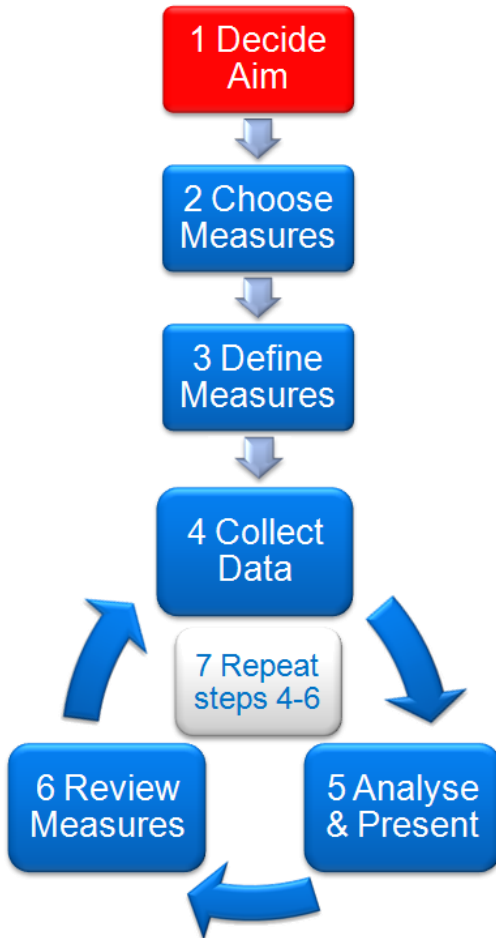 1 Decide
Aim
2 Choose
Measures
3 Define
Measures
4 Collect
Data
7 Repeat
steps 4-6
6 Review
Measures
5 Analyse
& Present